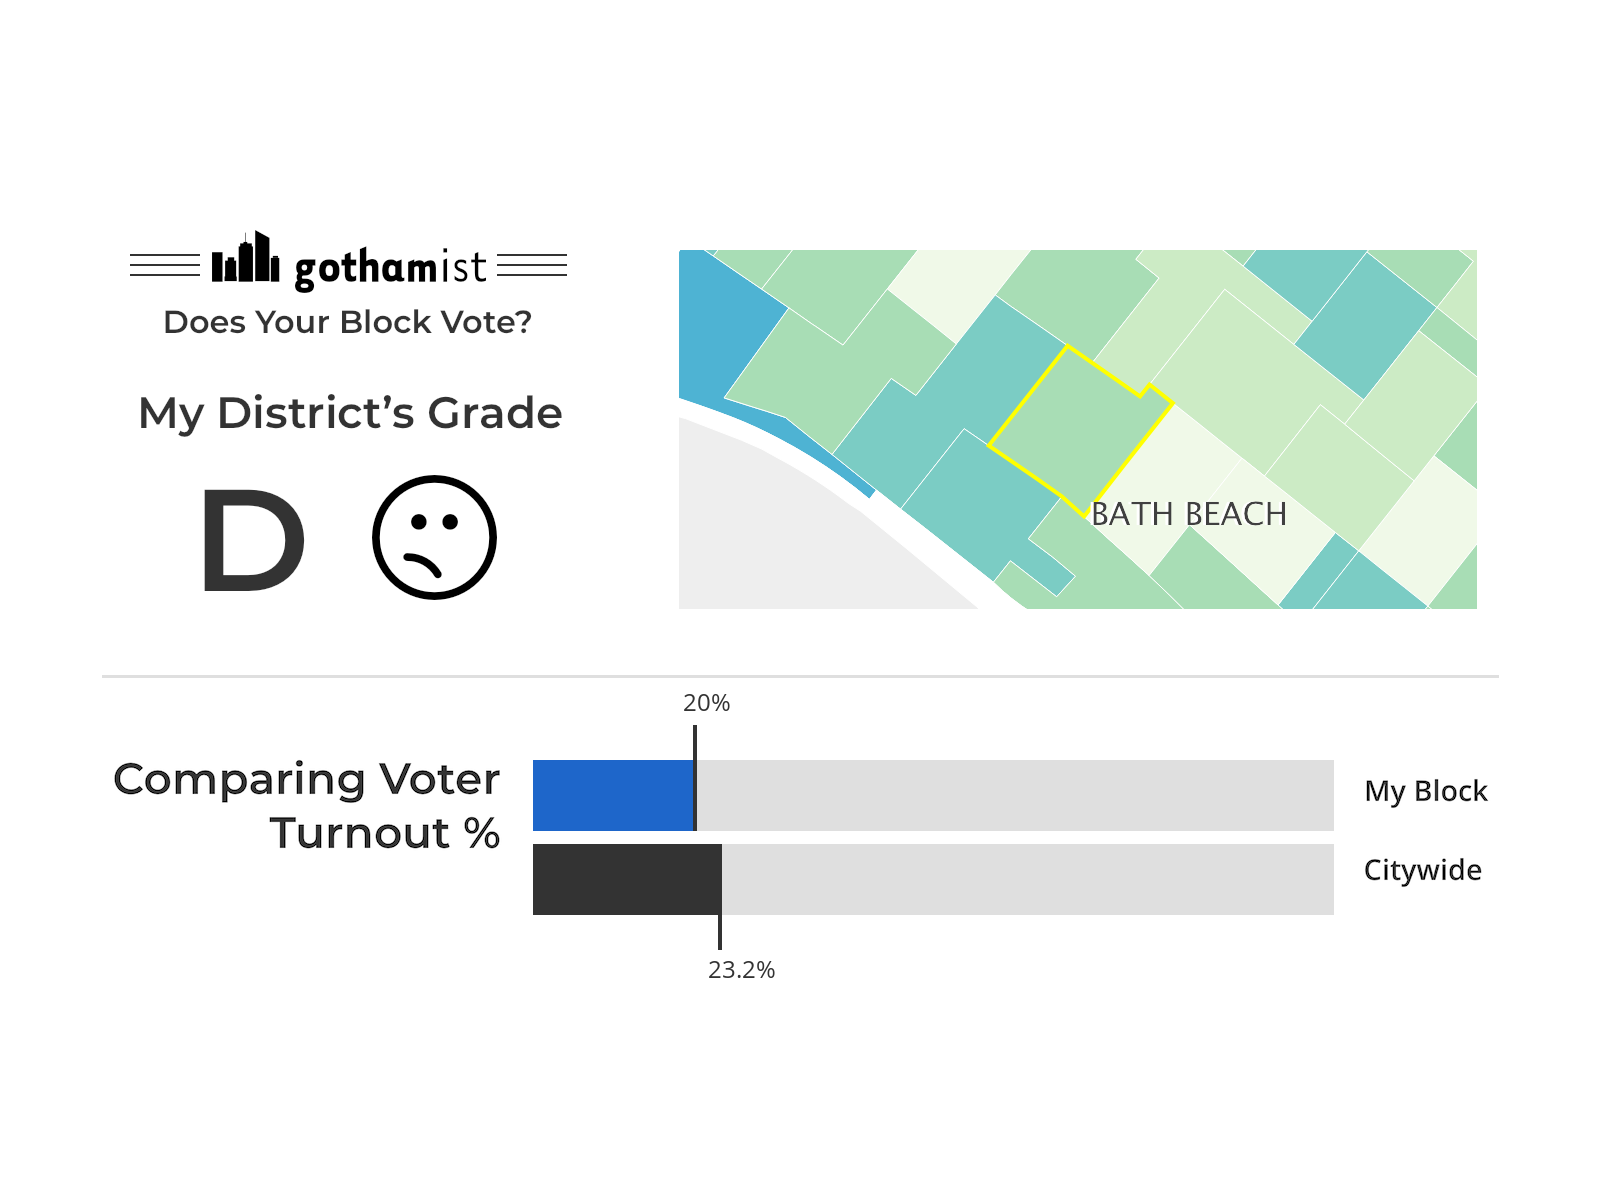 gothamist
Does Your Block Vote?
My District’s Grade
D
BATH BEACH
20%
Comparing Voter
Turnout %
My Block
Citywide
23.2%